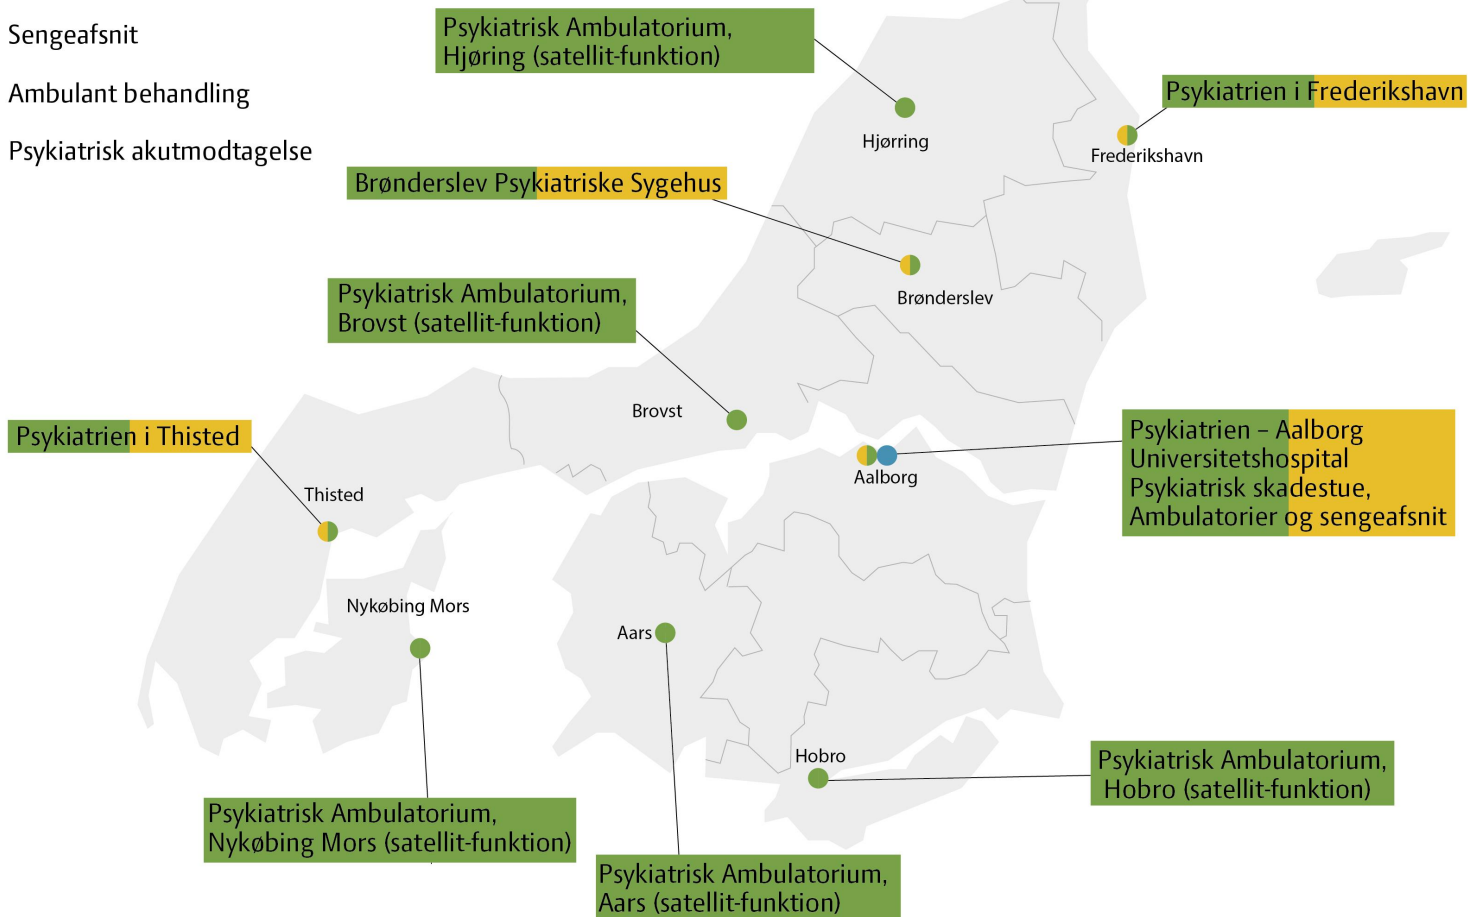 Sengeafsnit
Ambulant behandling
Psykiatrisk akutmodtagelse
Psykiatrisk Ambulatorium,
Hjøring (satellit-funktion)
Hjørring
Psykiatrien i Frederikshavn
Frederikshavn
Brønderslev Psykiatriske Sygehus
Brønderslev
Psykiatrisk Ambulatorium,
Brovst (satellit-funktion)
Brovst
Psykiatrien i Thisted
Thisted
Psykiatrien – Aalborg
Universitetshospital
Psykiatrisk skadestue,
Ambulatorier og sengeafsnit
Aalborg
Nykøbing Mors
Aars
Hobro
Psykiatrisk Ambulatorium,
Hobro (satellit-funktion)
Psykiatrisk Ambulatorium,
Nykøbing Mors (satellit-funktion)
Psykiatrisk Ambulatorium,
Aars (satellit-funktion)